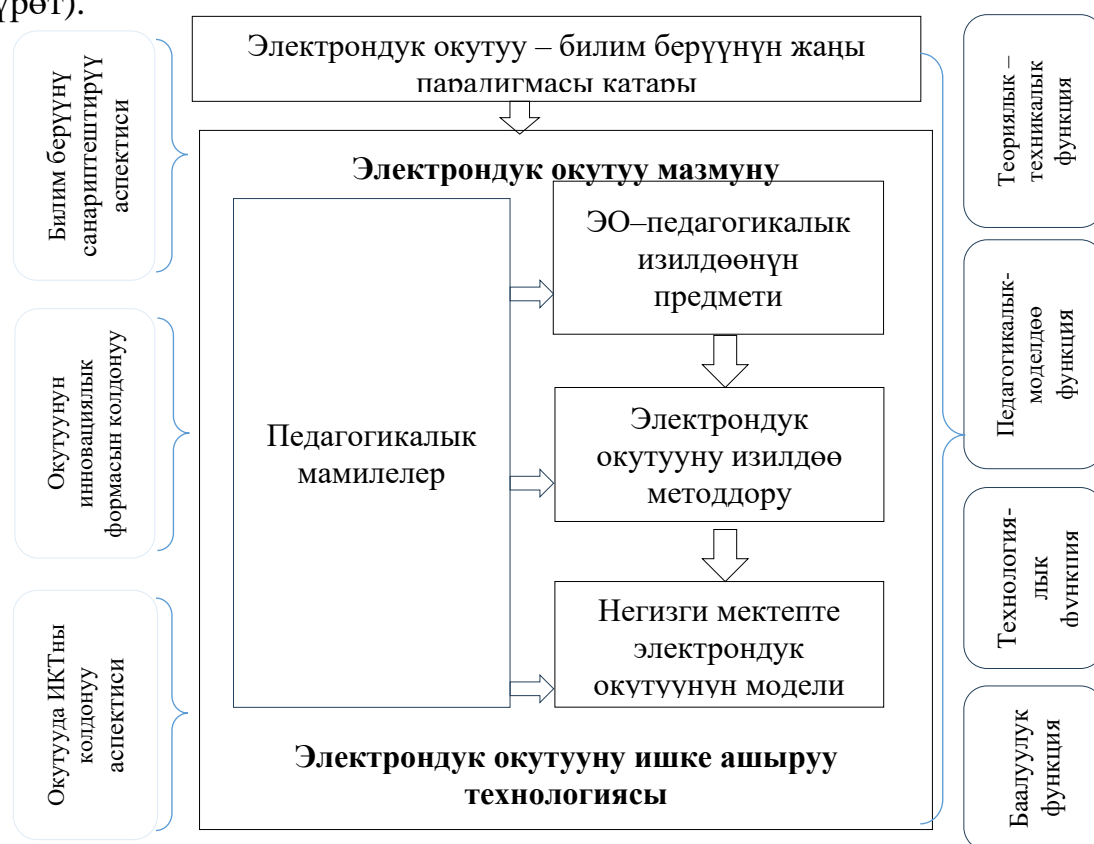 үрөт).
Электрондук окутуу – билим берүүнүн жаңы
парадигмасы катары
Билим берүүнү
санариптештирүү
аспектиси
Окутуунун
инновациялык
формасын колдонуу
Окутууда ИКТны
колдонуу
аспектиси
Электрондук окутуу мазмуну
Педагогикалык
мамилелер
ЭО–педагогикалык
изилдөөнүн
предмети
Электрондук
окутууну изилдөө
методдору
Негизги мектепте
электрондук
окутуунун модели
Электрондук окутууну ишке ашыруу
технологиясы
Теориялык –
техникалык
функция
Педагогикалык-
моделдөө
функция
Технология-
лык
функция
Баалуулук
функция